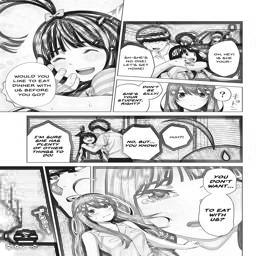 OH, HEY!
IS SHE
YOUR...
SH-SHE'S
NO ONE!
LET'S
GET
HOME!
WOULD YOU
LIKE TO EAT
DINNER WITH
US BEFORE
YOU GO?
DON'T
BE
SILLY!
SHE'S
YOUR
STUDENT,
RIGHT?
?
HUH?!
NO, BUT...
YOU KNOW!
I'M SURE
SHE HAS
PLENTY
OF OTHER
THINGS
TO DO!
YOU
DON'T
WANT...
TO EAT
WITH
US?